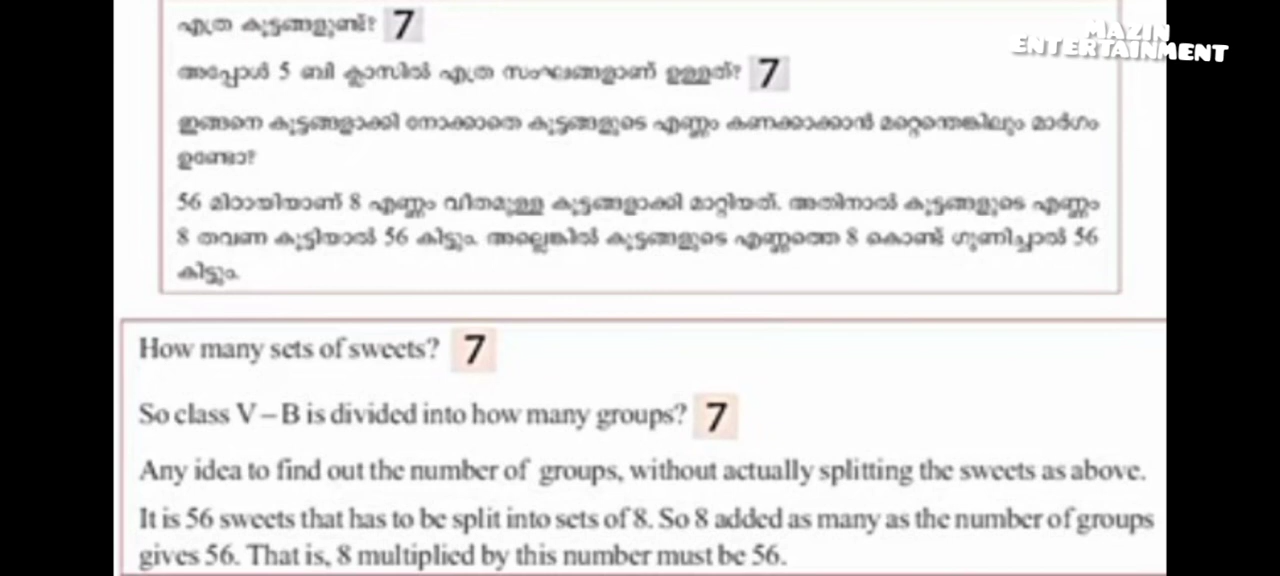 എത്ര കൂട്ടങ്ങളുണ്ട്? 7
MAZIN
ENTERTAINMENT
അപ്പോൾ 5 ബി ക്ലാസിൽ എത്ര സംഘങ്ങളാണ് ഉള്ളത്? 7
ഇങ്ങനെ കൂട്ടങ്ങളാക്കി നോക്കാതെ കൂട്ടങ്ങളുടെ എണ്ണം കണക്കാക്കാൻ മറ്റെന്തെങ്കിലും മാർഗം
ഉണ്ടോ?
56 മിഠായിയാണ് 8 എണ്ണം വീതമുള്ള കൂട്ടങ്ങളാക്കി മാറ്റിയത്. അതിനാൽ കൂട്ടങ്ങളുടെ എണ്ണം
8 തവണ കൂട്ടിയാൽ 56 കിട്ടും. അല്ലെങ്കിൽ കൂട്ടങ്ങളുടെ എണ്ണത്തെ 8 കൊണ്ട് ഗുണിച്ചാൽ 56
കിട്ടും.
How many sets of sweets? 7
So class V – B is divided into how many groups? 7
Any idea to find out the number of groups, without actually splitting the sweets as above.
It is 56 sweets that has to be split into sets of 8. So 8 added as many as the number of groups
gives 56. That is, 8 multiplied by this number must be 56.